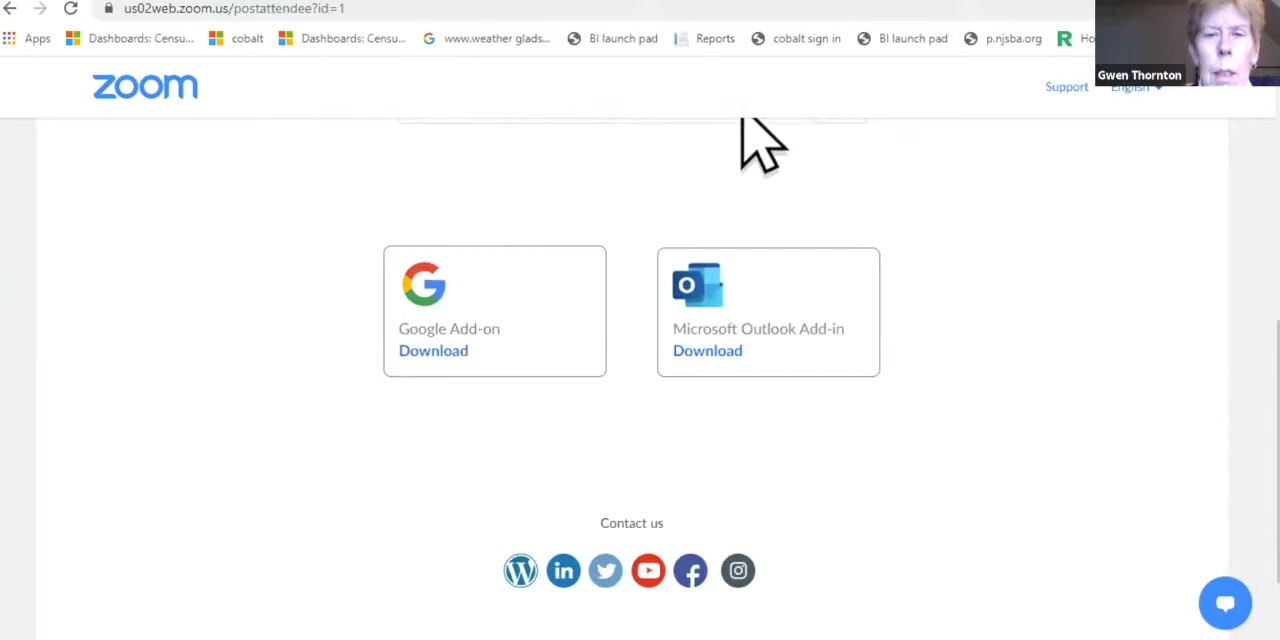 us02web.zoom.us/postattendee?id=1
Apps Dashboards: Censu... cobalt Dashboards: Censu... www.weather glads... BI launch pad Reports cobalt sign in BI launch pad p.njsba.org Ho
Gwen Thornton
zoom
Support English
Google Add-on
Download
Microsoft Outlook Add-in
Download
Contact us